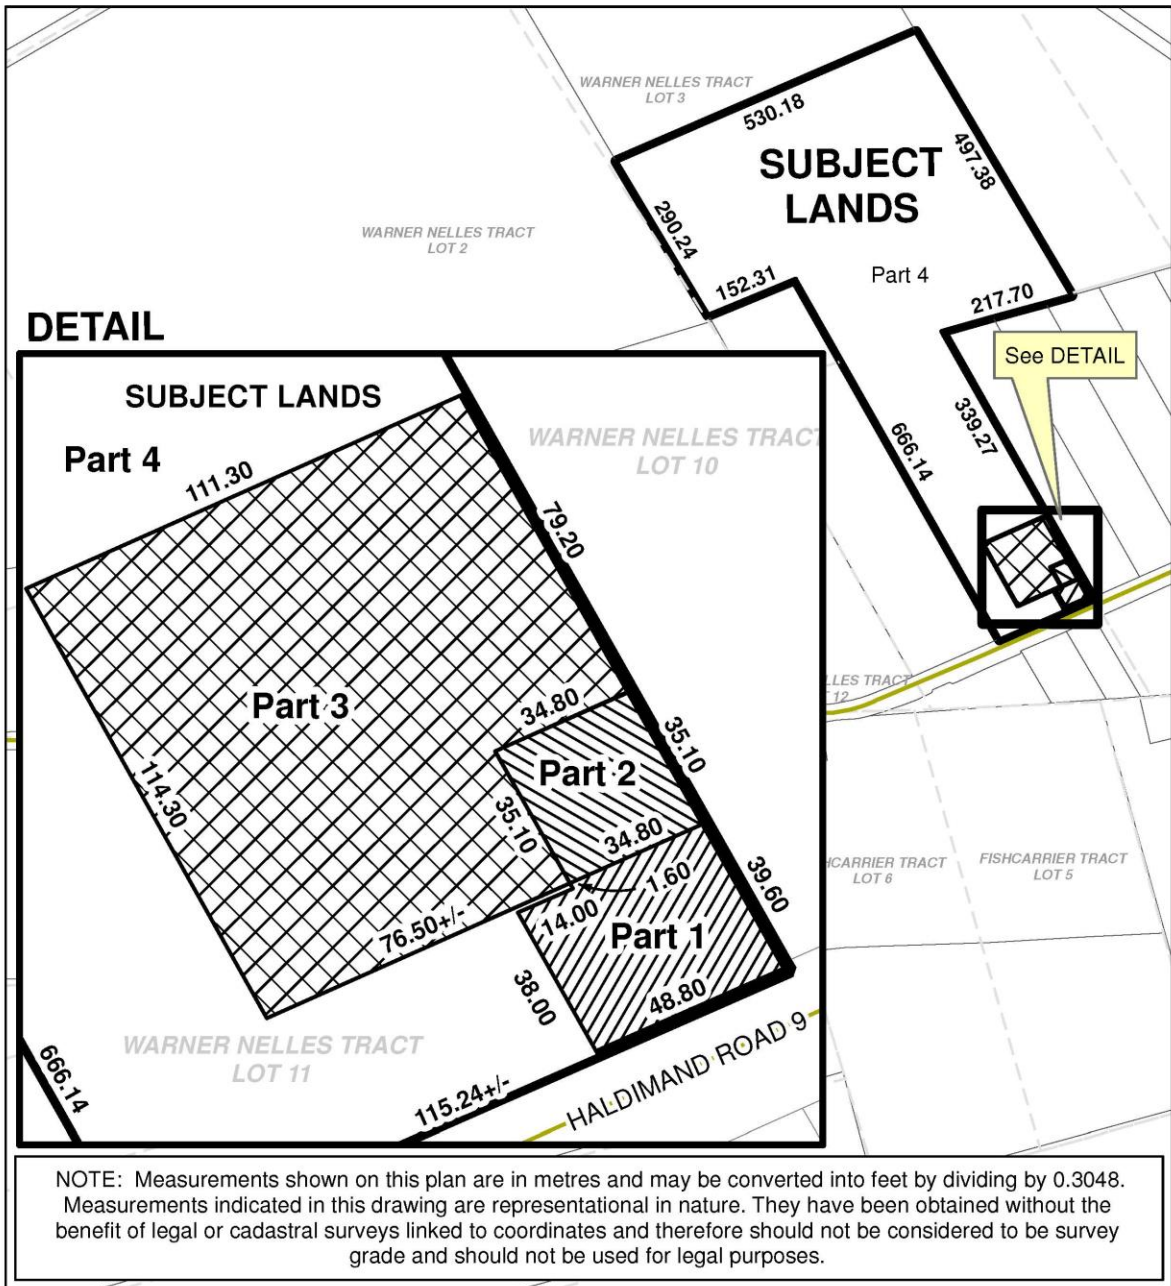 WARNER NELLES TRACT
LOT 3
530.18
SUBJECT
LANDS
497.38
290.24
WARNER NELLES TRACT
LOT 2
Part 4
152.31
217.70
See DETAIL
339.27
666.14
DETAIL
SUBJECT LANDS
Part 4
111.30
WARNER NELLES TRACT
LOT 10
79.20
Part 3
34.80
35.10
Part 2
114.30
35.10
34.80
39.60
1.60
14.00
76.50+/-
Part 1
38.00
48.80
WARNER NELLES TRACT
LOT 11
666.14
115.24+/-
HALDIMAND ROAD 9
LLES TRACT
12
HCARRIER TRACT
LOT 6
FISHCARRIER TRACT
LOT 5
NOTE: Measurements shown on this plan are in metres and may be converted into feet by dividing by 0.3048.
Measurements indicated in this drawing are representational in nature. They have been obtained without the
benefit of legal or cadastral surveys linked to coordinates and therefore should not be considered to be survey
grade and should not be used for legal purposes.